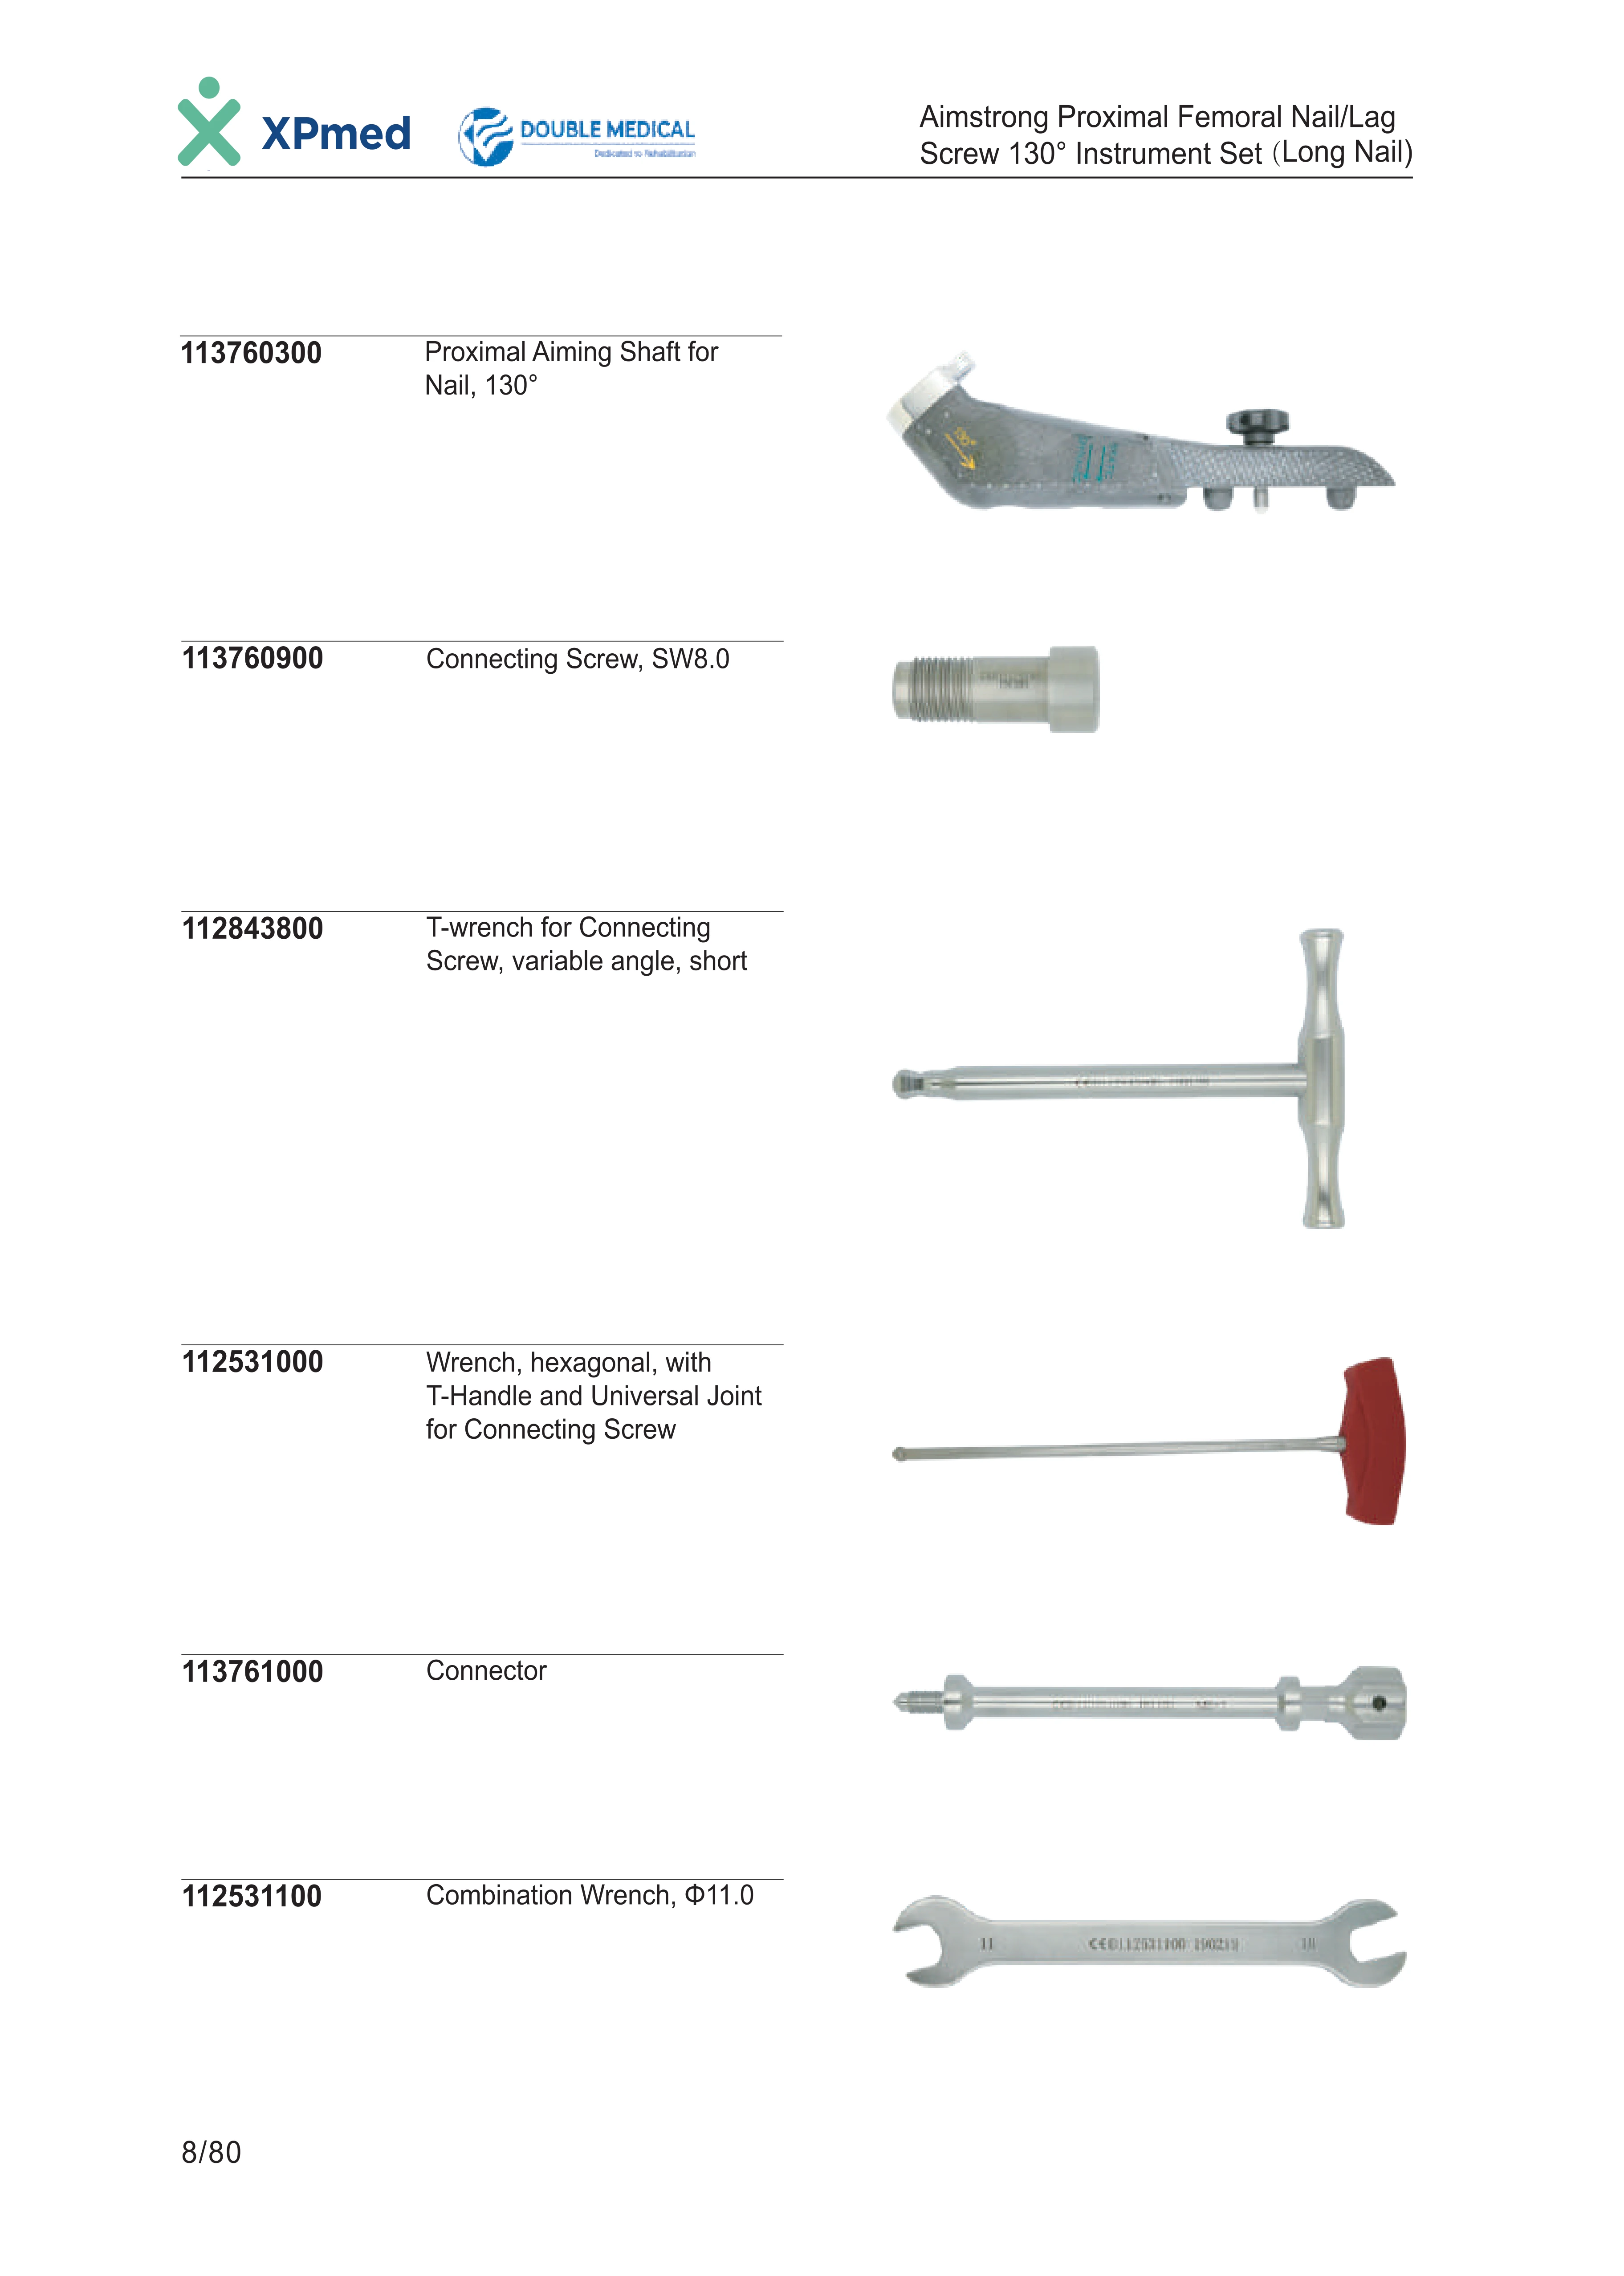 XPmed
DOUBLE MEDICAL
Dedicated to Rehabilitation
Aimstrong Proximal Femoral Nail/Lag
Screw 130° Instrument Set (Long Nail)
113760300
Proximal Aiming Shaft for
Nail, 130°
130°
113760900
Connecting Screw, SW8.0
112843800
T-wrench for Connecting
Screw, variable angle, short
112531000
Wrench, hexagonal, with
T-Handle and Universal Joint
for Connecting Screw
113761000
Connector
112531100
Combination Wrench, Φ11.0
11
112531100
10
8/80